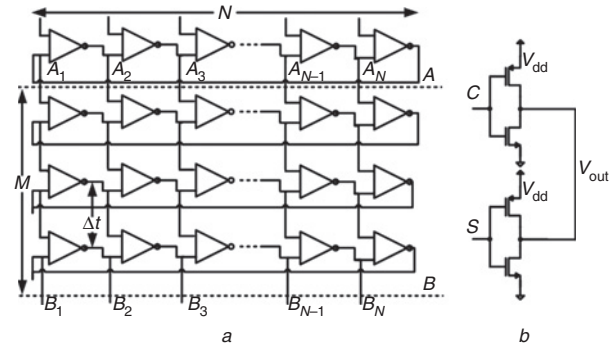 N
A1 A2 A3 AN–1 AN A
M
Δt
B
B1 B2 B3 BN–1 BN
a
Vdd
C
Vout
Vdd
S
b